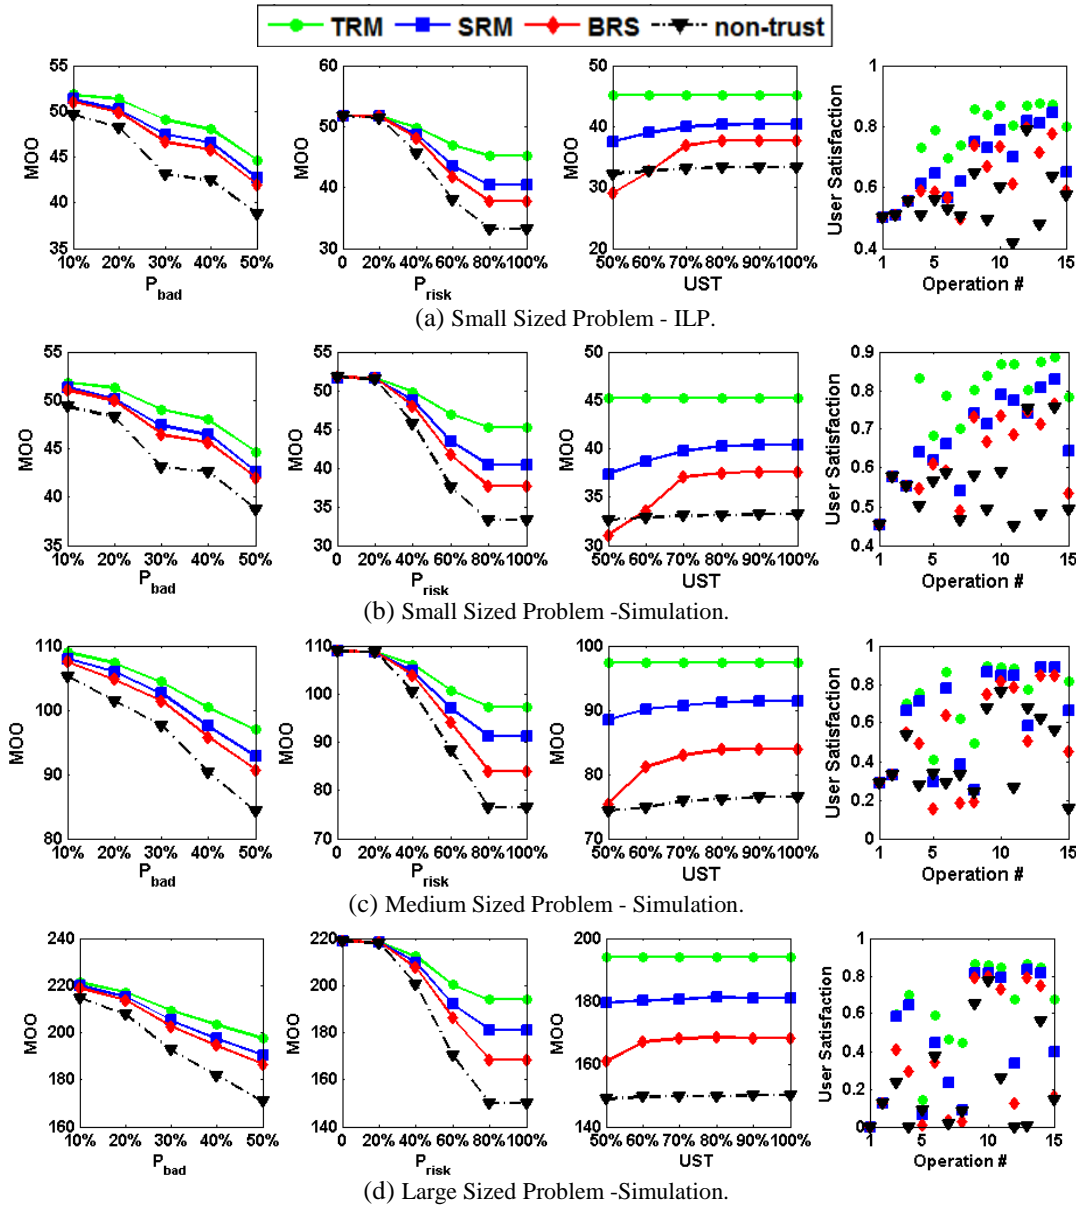 TRM SRM BRS non-trust
55 50 45 40 35
MOO
10% 20% 30% 40% 50%
P_bad
60 50 40 30
MOO
0 20% 40% 60% 80% 100%
P_risk
50 40 30 20
MOO
50% 60% 70% 80% 90% 100%
UST
1 0.8 0.6 0.4
User Satisfaction
1 5 10 15
Operation #
(a) Small Sized Problem - ILP.
55 50 45 40 35
MOO
10% 20% 30% 40% 50%
P_bad
55 50 45 40 35 30
MOO
0 20% 40% 60% 80% 100%
P_risk
50 45 40 35 30
MOO
50% 60% 70% 80% 90% 100%
UST
0.9 0.8 0.7 0.6 0.5 0.4
User Satisfaction
1 5 10 15
Operation #
(b) Small Sized Problem -Simulation.
110 100 90 80
MOO
10% 20% 30% 40% 50%
P_bad
110 100 90 80 70
MOO
0 20% 40% 60% 80% 100%
P_risk
100 90 80 70
MOO
50% 60% 70% 80% 90% 100%
UST
1 0.8 0.6 0.4 0.2 0
User Satisfaction
1 5 10 15
Operation #
(c) Medium Sized Problem - Simulation.
240 220 200 180 160
MOO
10% 20% 30% 40% 50%
P_bad
220 200 180 160 140
MOO
0 20% 40% 60% 80% 100%
P_risk
200 180 160 140
MOO
50% 60% 70% 80% 90% 100%
UST
1 0.8 0.6 0.4 0.2 0
User Satisfaction
1 5 10 15
Operation #
(d) Large Sized Problem -Simulation.